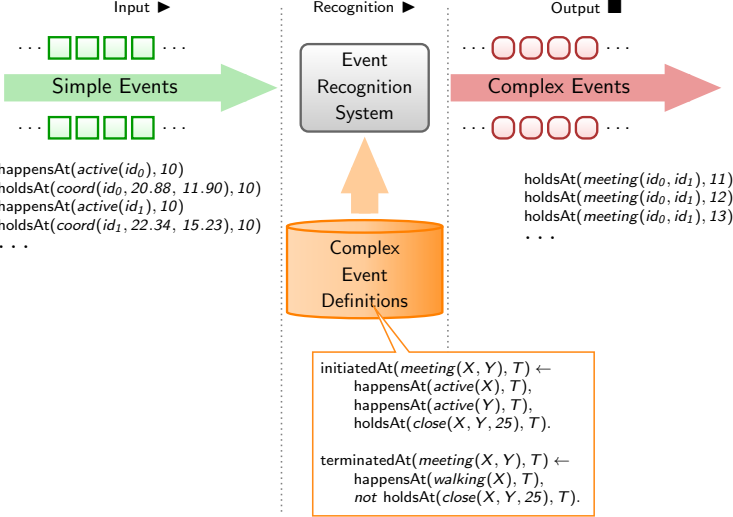 Input ▶
Recognition ▶
Output ■
· · · · · ·
Simple Events
· · · · · ·
Event
Recognition
System
· · · · · ·
Complex Events
· · · · · ·
happensAt(active(id₀), 10)
holdsAt(coord(id₀, 20.88, 11.90), 10)
happensAt(active(id₁), 10)
holdsAt(coord(id₁, 22.34, 15.23), 10)
· · ·
holdsAt(meeting(id₀, id₁), 11)
holdsAt(meeting(id₀, id₁), 12)
holdsAt(meeting(id₀, id₁), 13)
· · ·
Complex
Event
Definitions
initiatedAt(meeting(X, Y), T) ←
happensAt(active(X), T),
happensAt(active(Y), T),
holdsAt(close(X, Y, 25), T).
terminatedAt(meeting(X, Y), T) ←
happensAt(walking(X), T),
not holdsAt(close(X, Y, 25), T).